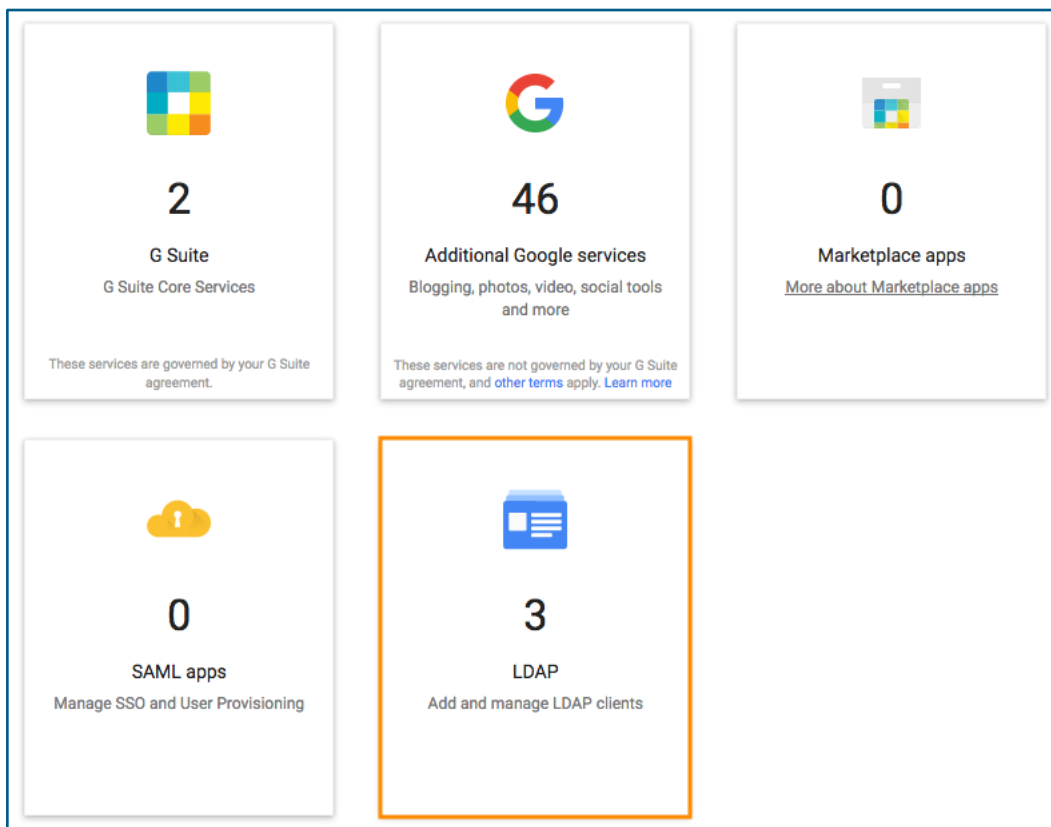 2
G Suite
G Suite Core Services
These services are governed by your G Suite
agreement.
46
Additional Google services
Blogging, photos, video, social tools
and more
These services are not governed by your G Suite
agreement, and other terms apply. Learn more
0
Marketplace apps
More about Marketplace apps
0
SAML apps
Manage SSO and User Provisioning
3
LDAP
Add and manage LDAP clients